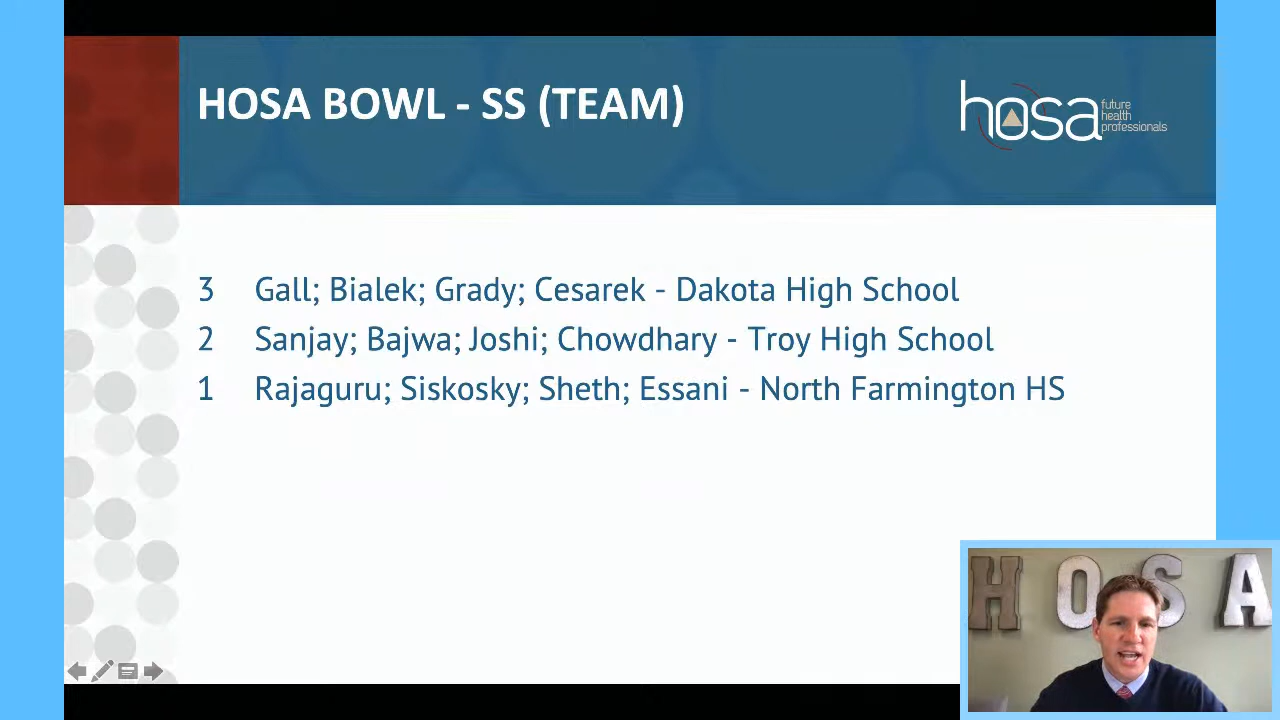 HOSA BOWL - SS (TEAM)
hosa future health professionals
3 Gall; Bialek; Grady; Cesarek - Dakota High School
2 Sanjay; Bajwa; Joshi; Chowdhary - Troy High School
1 Rajaguru; Siskosky; Sheth; Essani - North Farmington HS
HOSA